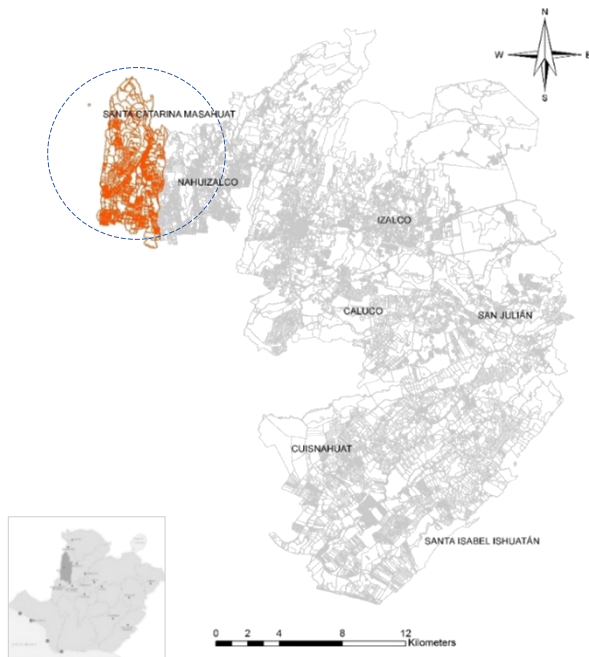 N
W
E
S
SANTA CATARINA MASAHUAT
NAHUIZALCO
IZALCO
CALUCO
SAN JULIÁN
CUISNAHUAT
SANTA ISABEL ISHUATÁN
0 2 4 8 12
Kilometers